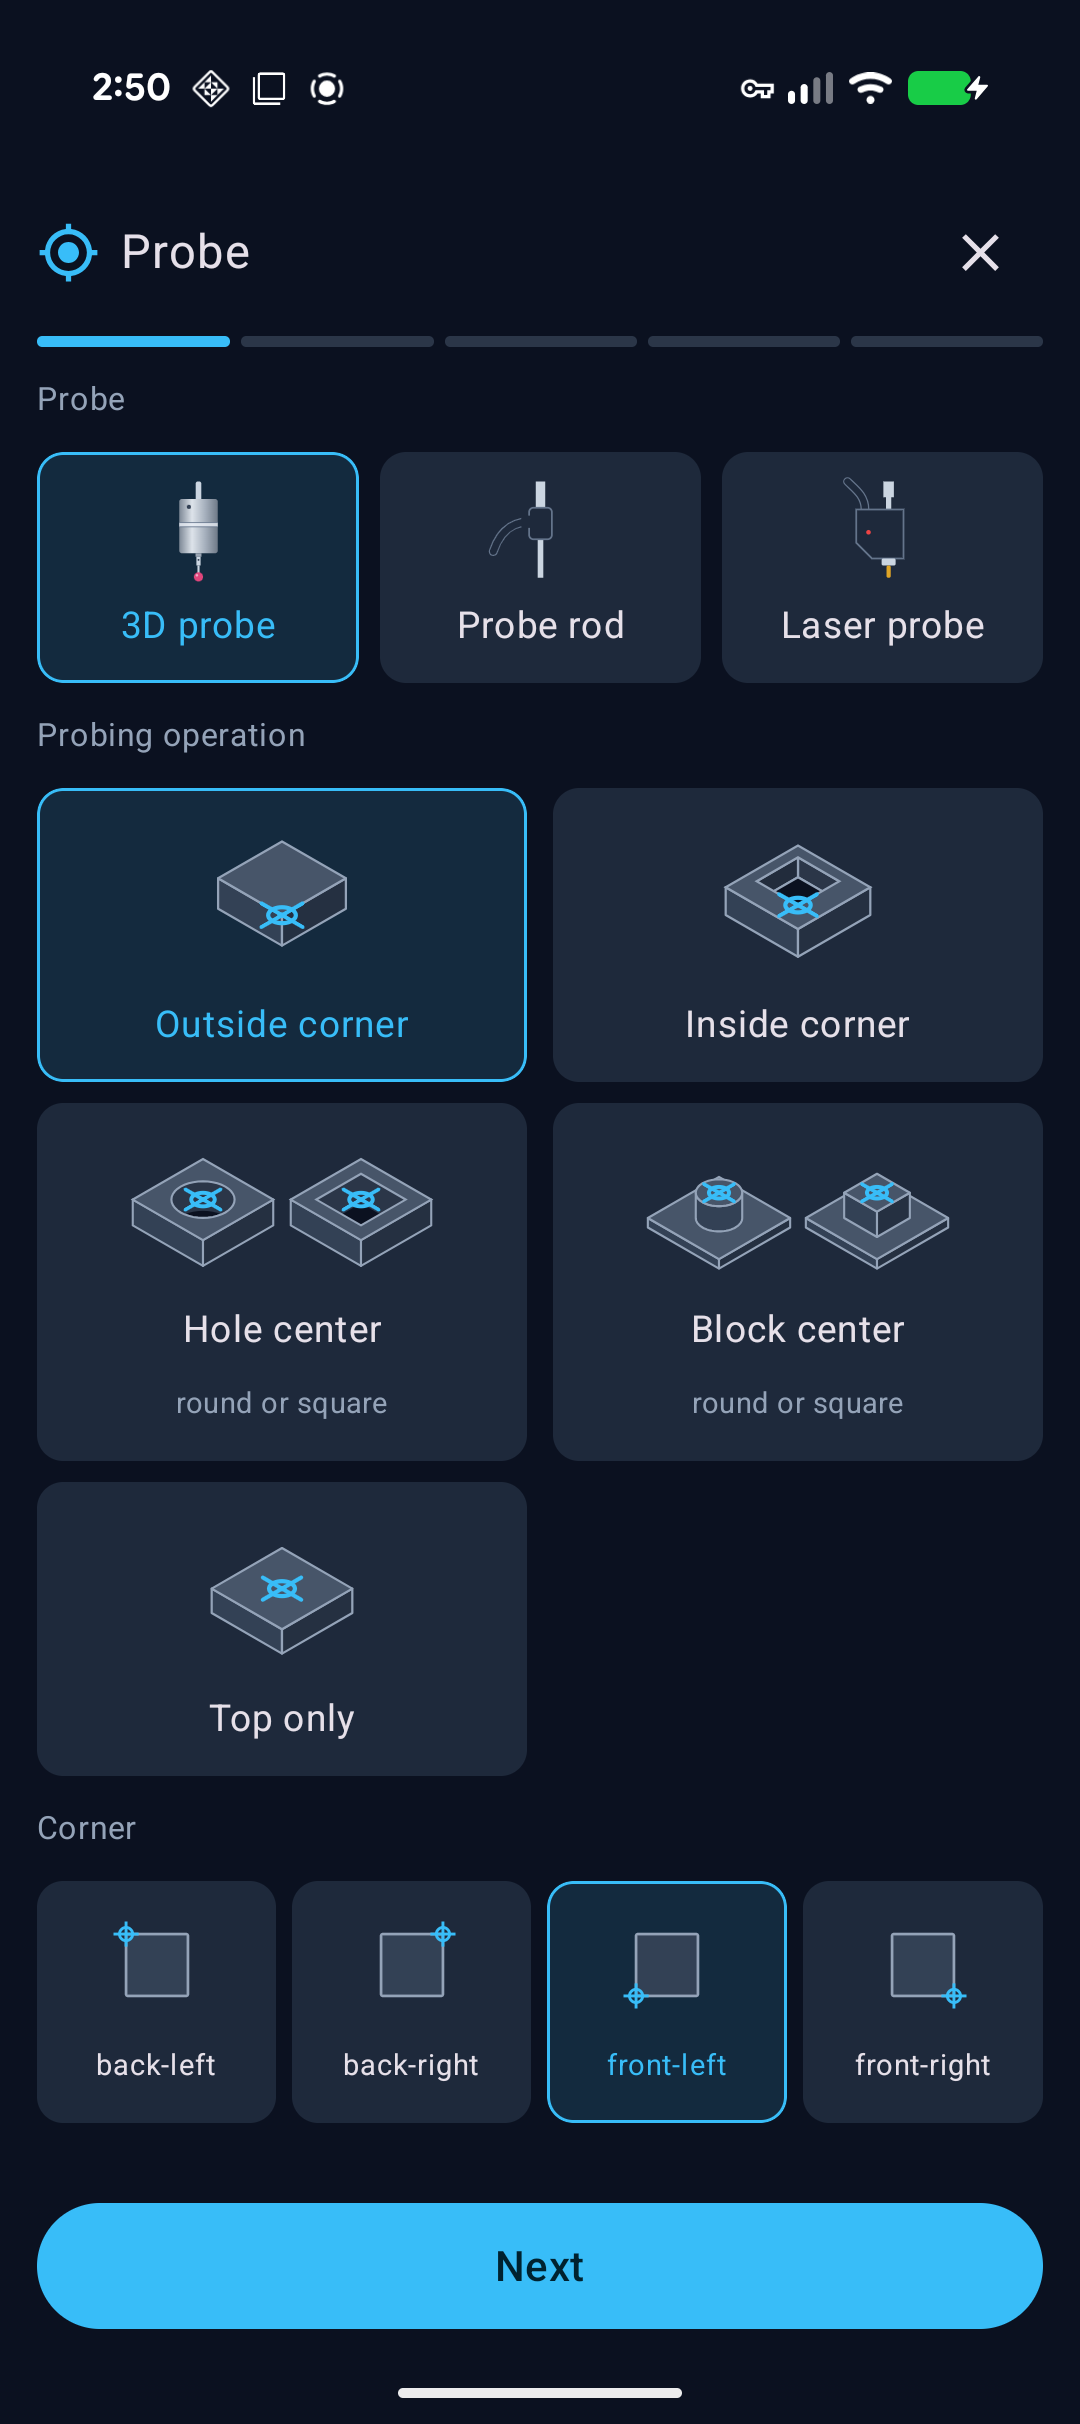 2:50
Probe
Probe
3D probe
Probe rod
Laser probe
Probing operation
Outside corner
Inside corner
Hole center
round or square
Block center
round or square
Top only
Corner
back-left
back-right
front-left
front-right
Next